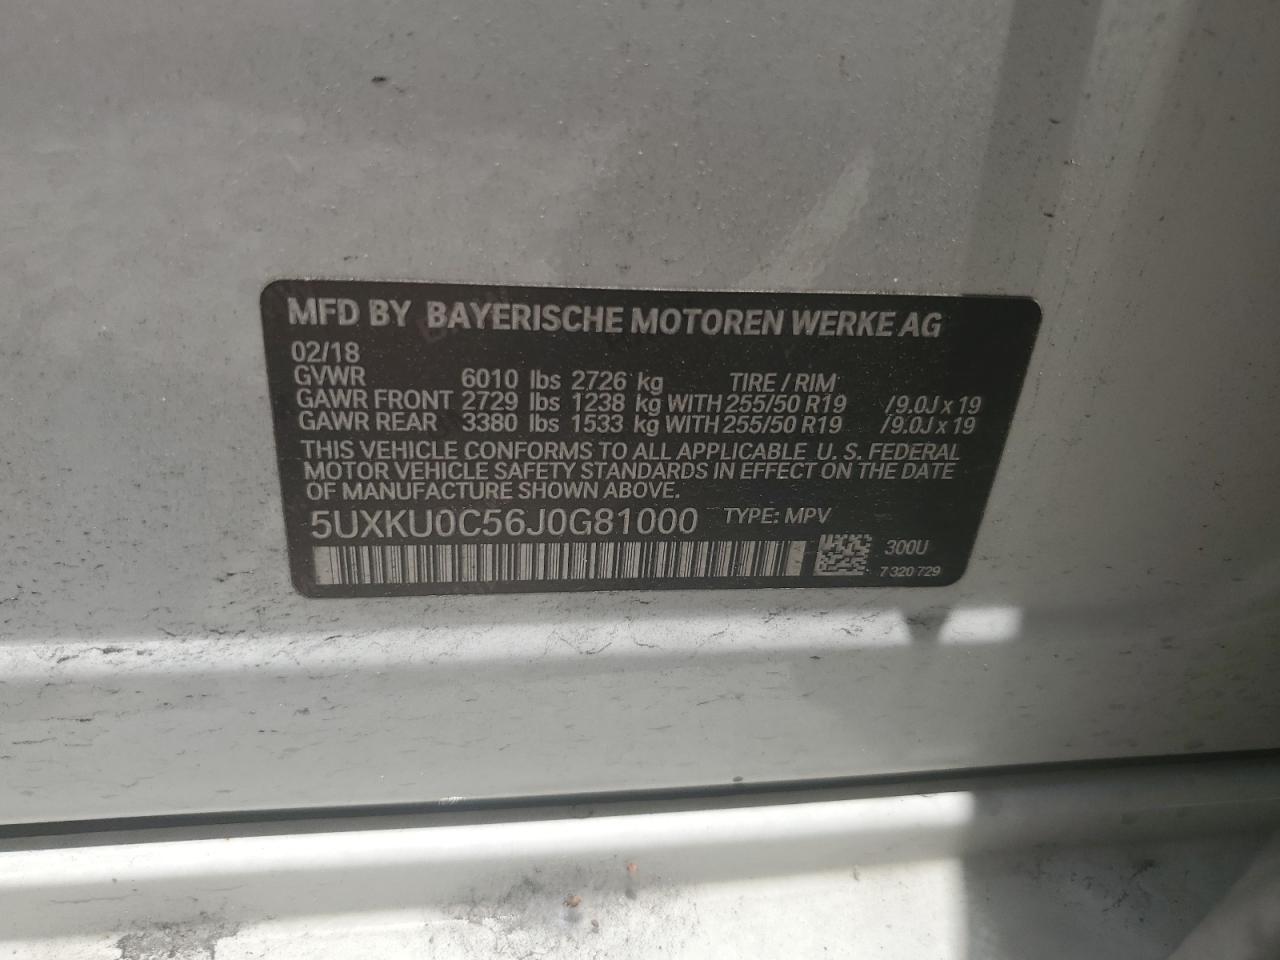 MFD BY BAYERISCHE MOTOREN WERKE AG
02/18
GVWR 6010 lbs 2726 kg TIRE / RIM
GAWR FRONT 2729 lbs 1238 kg WITH 255/50 R19 /9.0J x 19
GAWR REAR 3380 lbs 1533 kg WITH 255/50 R19 /9.0J x 19
THIS VEHICLE CONFORMS TO ALL APPLICABLE U. S. FEDERAL
MOTOR VEHICLE SAFETY STANDARDS IN EFFECT ON THE DATE
OF MANUFACTURE SHOWN ABOVE.
5UXKU0C56J0G81000 TYPE: MPV
300U
7 320 729